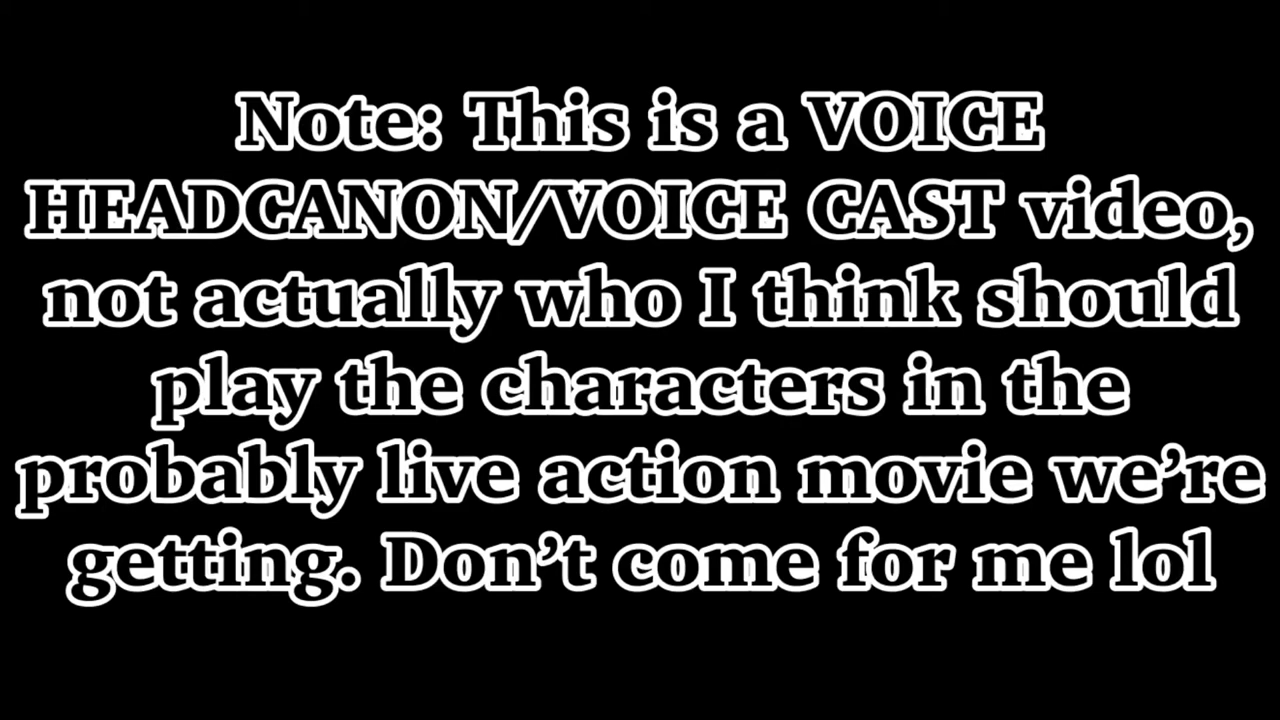 Note: This is a VOICE
HEADCANON/VOICE CAST video,
not actually who I think should
play the characters in the
probably live action movie we’re
getting. Don’t come for me lol